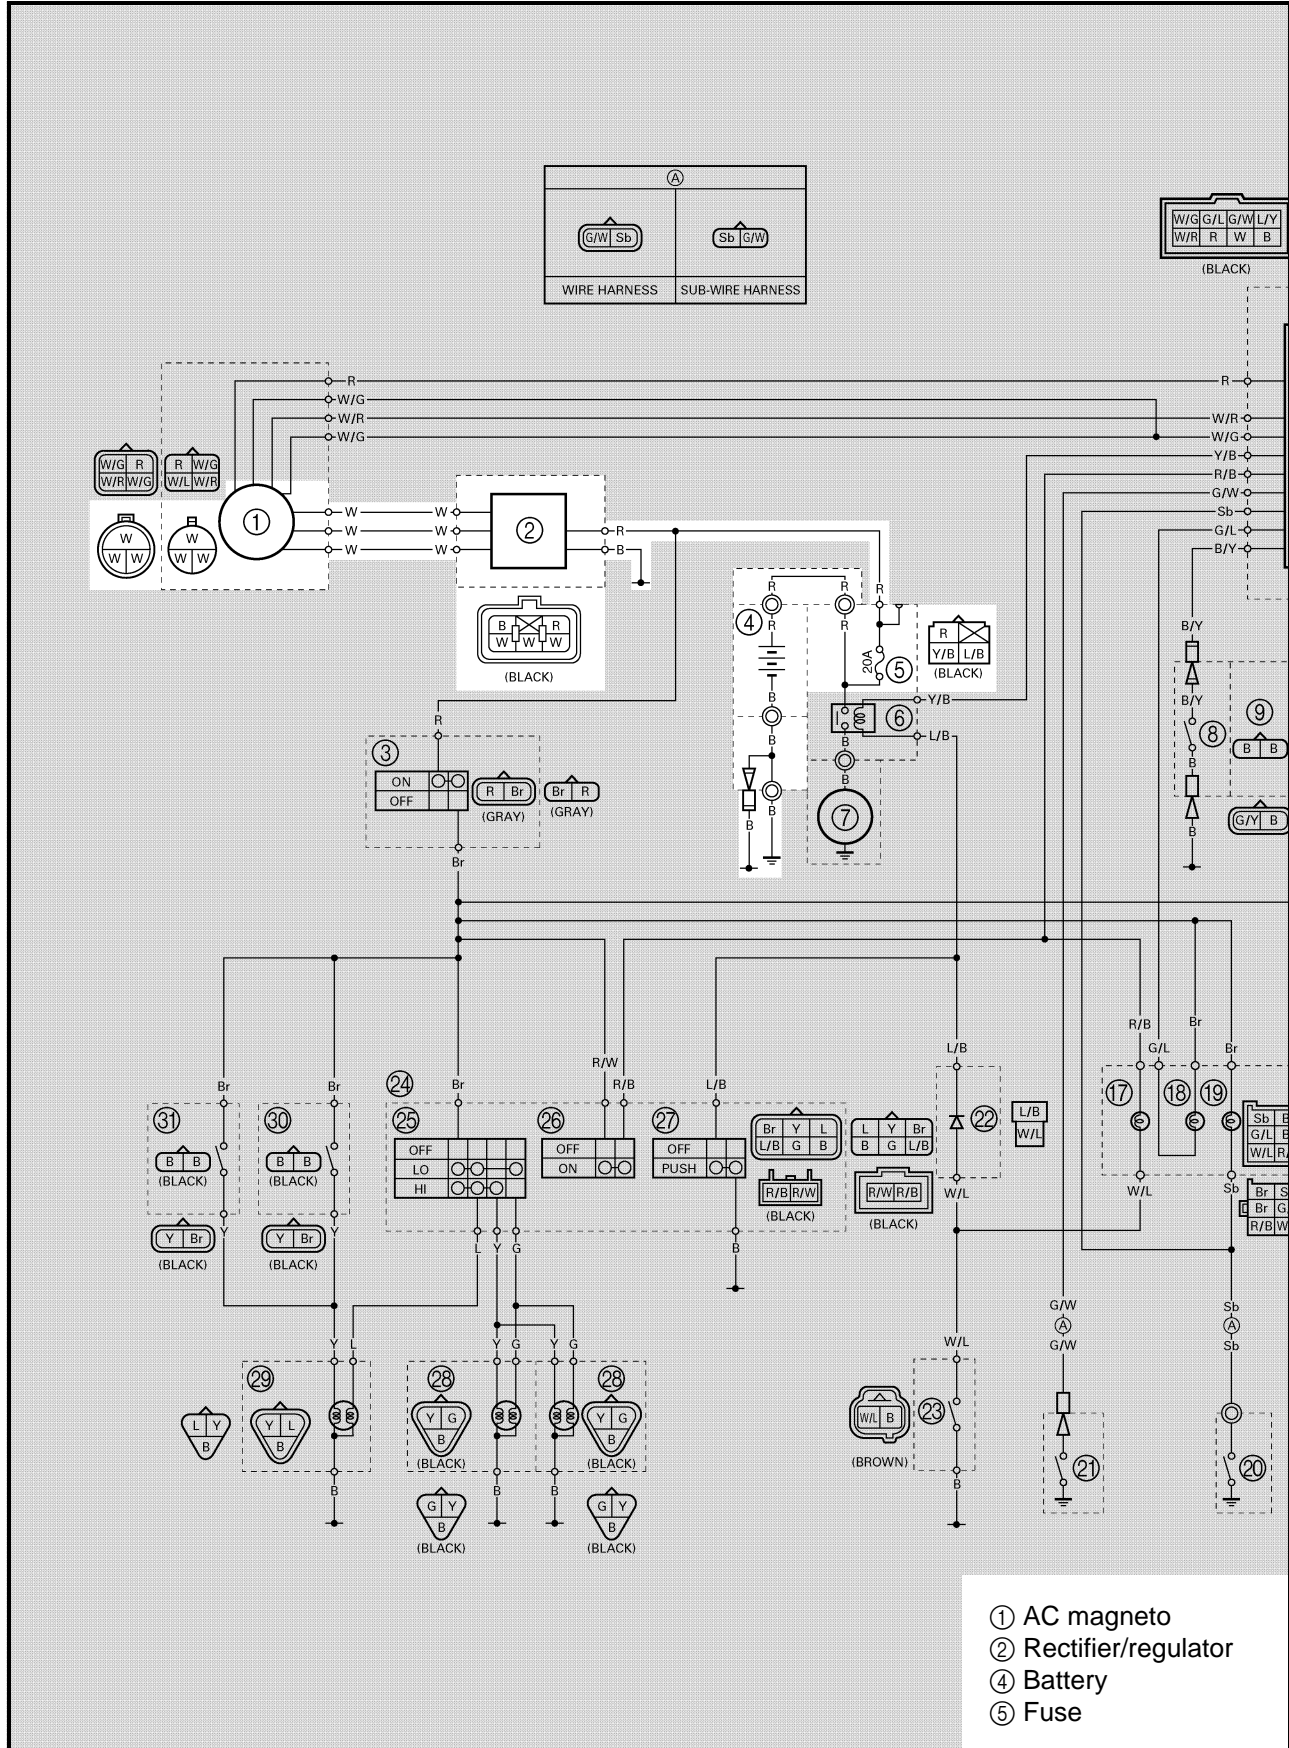 Ⓐ
G/W Sb
Sb G/W
WIRE HARNESS SUB-WIRE HARNESS
W/G G/L G/W L/Y
W/R R W B
(BLACK)
R R
W/G
W/R W/R
W/G W/G
Y/B
R/B
G/W
Sb
G/L
B/Y
W/G R
W/R W/G
R W/G
W/L W/R
①
②
W W
W W
W W
R
B
W
W W
W
W W
B R
W W W
(BLACK)
R R R
④
R R
20A
⑤
R
Y/B L/B
(BLACK)
B/Y
B/Y
B
B
⑧
⑨
B B
G/Y B
B
B
B
B
⑥
Y/B
L/B
B
B
⑦
R
③
ON
OFF
R Br
(GRAY)
Br R
(GRAY)
Br
R/B
Br
G/L
Br
L/B
R/W
R/B
L/B
Br
Br
Br
㉔
㉛
B B
(BLACK)
Y Br
(BLACK)
Y
㉚
B B
(BLACK)
Y Br
(BLACK)
Y
㉕
OFF
LO
HI
㉖
OFF
ON
㉗
OFF
PUSH
Br Y L
L/B G B
R/B R/W
(BLACK)
L Y Br
B G L/B
R/W R/B
(BLACK)
㉒
L/B
W/L
W/L
⑰
⑱
⑲
Sb B
G/L B
W/L R/
W/L
Sb
Br S
Br G/
R/B W
L Y G
B
Y L
Y G
Y G
G/W
Ⓐ
G/W
Sb
Ⓐ
Sb
W/L
㉙
L Y
B
Y L
B
B
㉘
Y G
B
(BLACK)
G Y
B
(BLACK)
B
㉘
Y G
B
(BLACK)
G Y
B
(BLACK)
B
W/L B
(BROWN)
㉓
B
㉑
⑳
① AC magneto
② Rectifier/regulator
④ Battery
⑤ Fuse